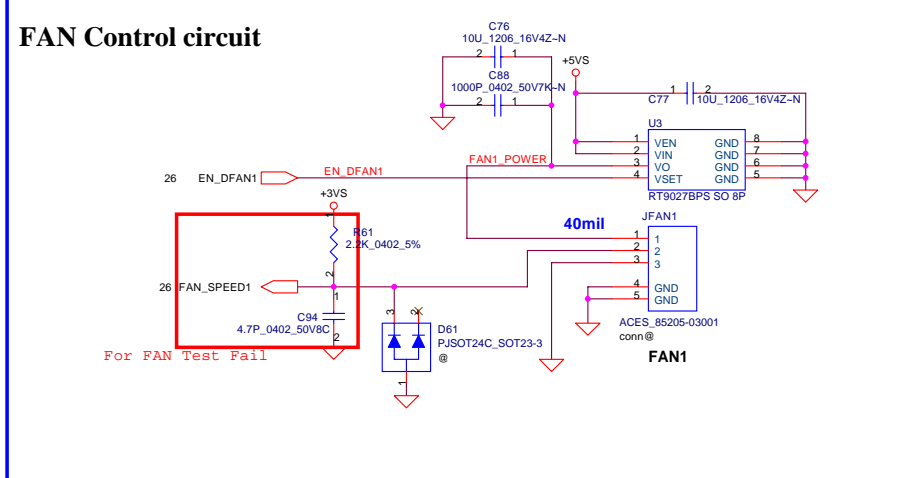 FAN Control circuit
C76
10U_1206_16V4Z~N
2 1
C88
1000P_0402_50V7K~N
2 1
+5VS
1 2
C77 10U_1206_16V4Z~N
U3
1 VEN GND 8
2 VIN GND 7
3 VO GND 6
4 VSET GND 5
RT9027BPS SO 8P
FAN1_POWER
26 EN_DFAN1 EN_DFAN1
+3VS
1
R61
2.2K_0402_5%
2
26 FAN_SPEED1
1
C94
4.7P_0402_50V8C
2
For FAN Test Fail
3 2
D61
PJSOT24C_SOT23-3
@
1
40mil
JFAN1
1 1
2 2
3 3
4 GND
5 GND
ACES_85205-03001
conn@
FAN1